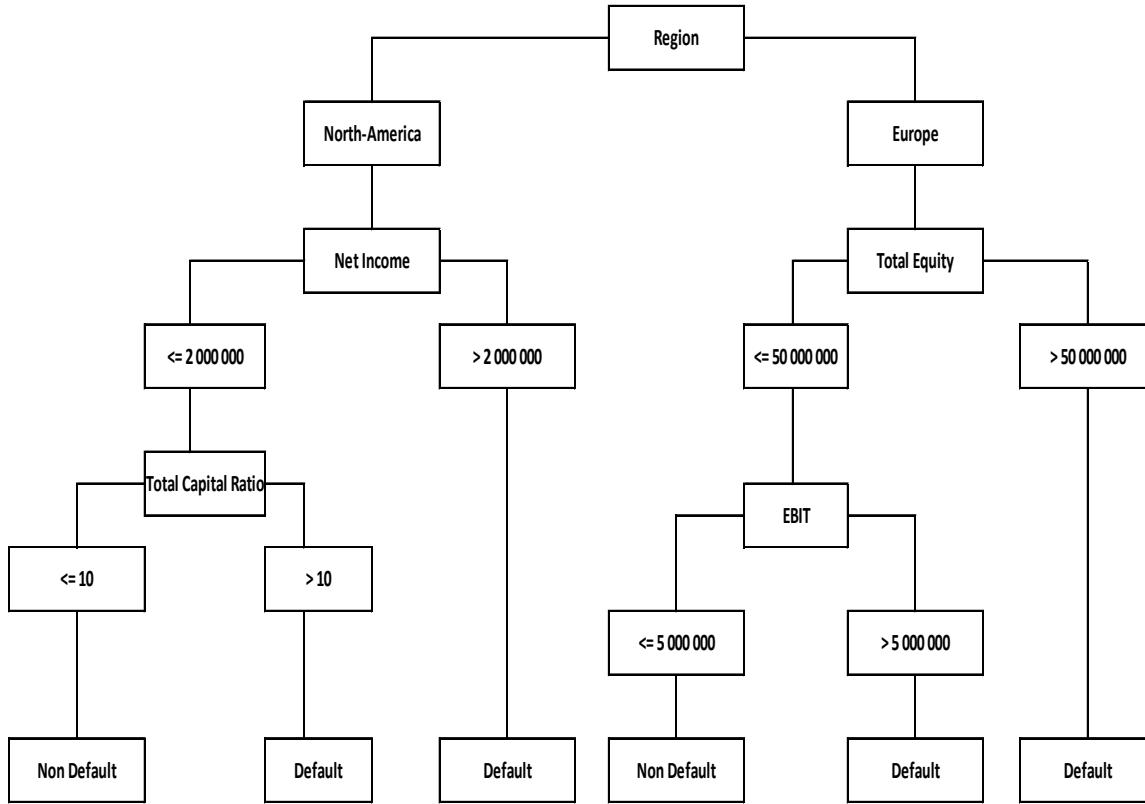 Region
North-America
Europe
Net Income
Total Equity
<= 2 000 000
> 2 000 000
<= 50 000 000
> 50 000 000
Total Capital Ratio
EBIT
<= 10
> 10
<= 5 000 000
> 5 000 000
Non Default
Default
Default
Non Default
Default
Default